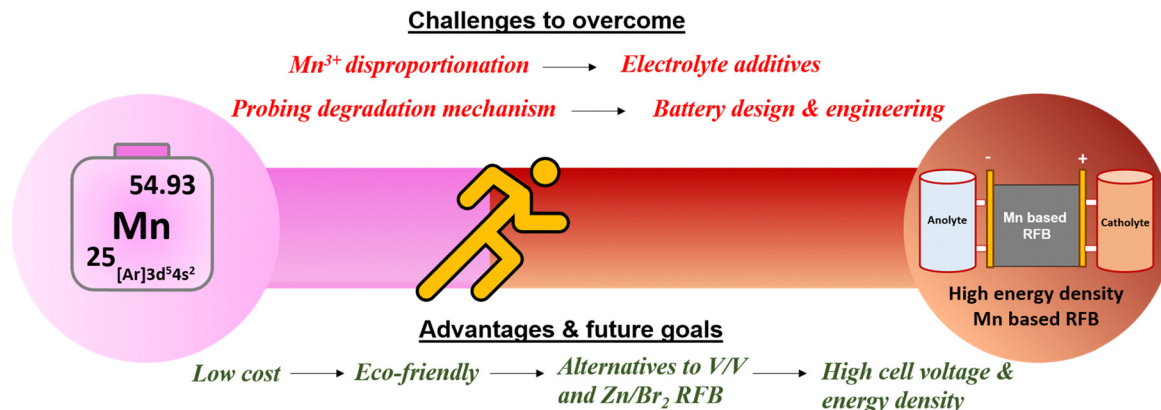 Challenges to overcome
Mn³⁺ disproportionation → Electrolyte additives
Probing degradation mechanism → Battery design & engineering
54.93
Mn
25
[Ar]3d⁵4s²
- +
Anolyte
Mn based
RFB
Catholyte
High energy density
Mn based RFB
Advantages & future goals
Low cost → Eco-friendly → Alternatives to V/V
and Zn/Br₂ RFB → High cell voltage &
energy density